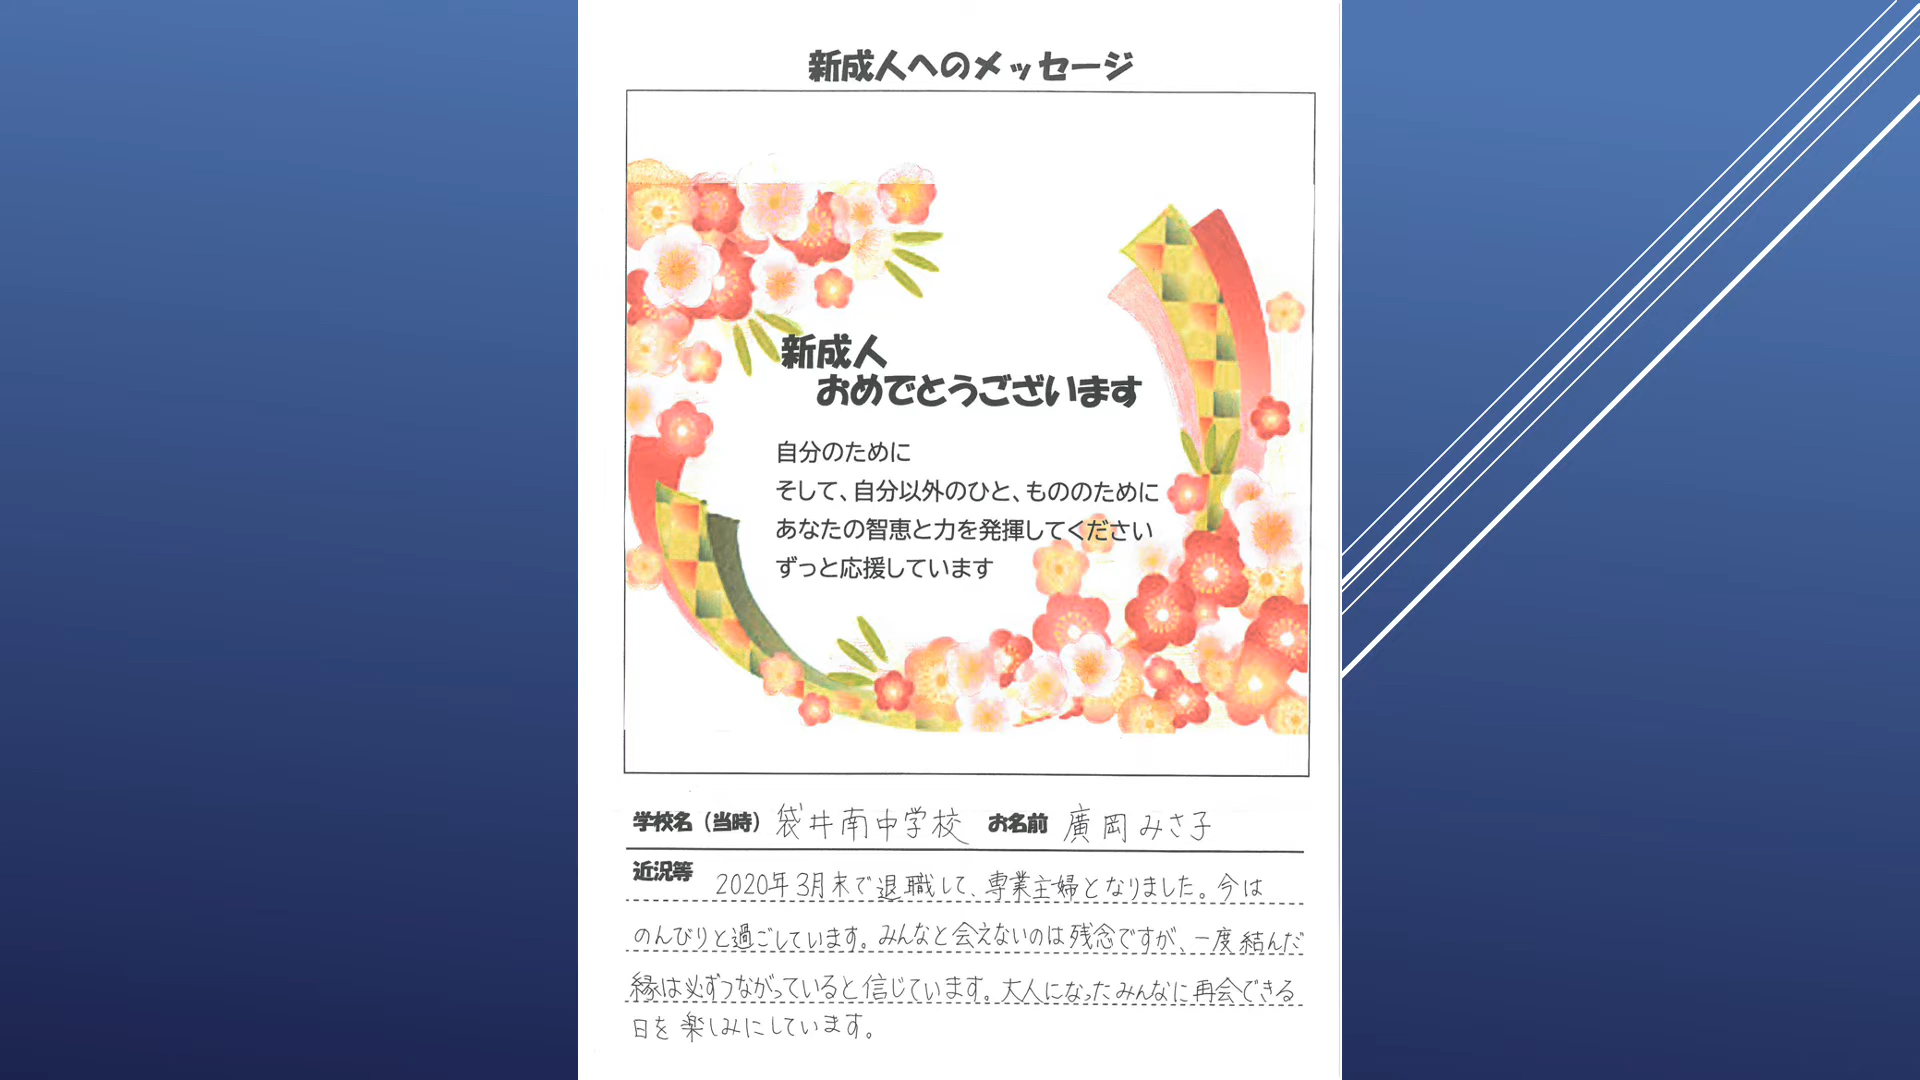 新成人へのメッセージ
新成人
おめでとうございます
自分のために
そして、自分以外のひと、もののために
あなたの智恵と力を発揮してください
ずっと応援しています
学校名（当時） 袋井南中学校 お名前 廣岡みさ子
近況等 2020年3月末で退職して、専業主婦となりました。今は
のんびりと過ごしています。みんなと会えないのは残念ですが、一度結んだ
縁は必ずつながっていると信じています。大人になったみんなに再会できる
日を楽しみにしています。